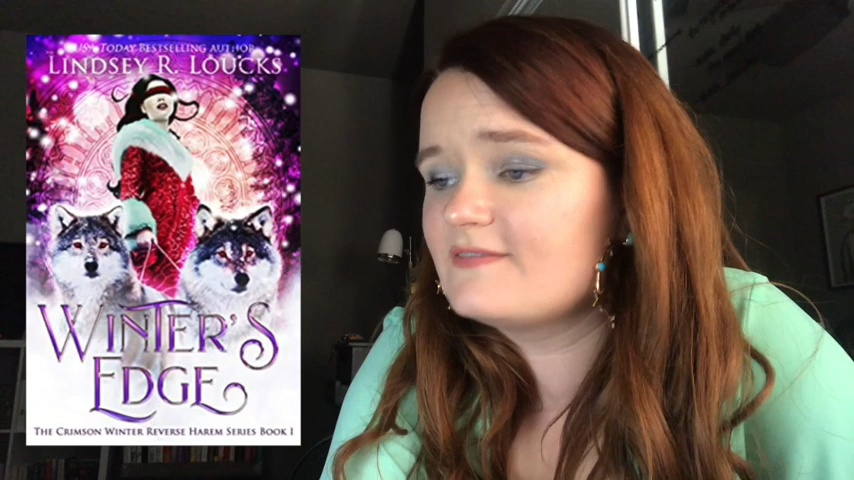 USA TODAY BESTSELLING AUTHOR
LINDSEY R. LOUCKS
WINTER'S
EDGE
THE CRIMSON WINTER REVERSE HAREM SERIES BOOK 1